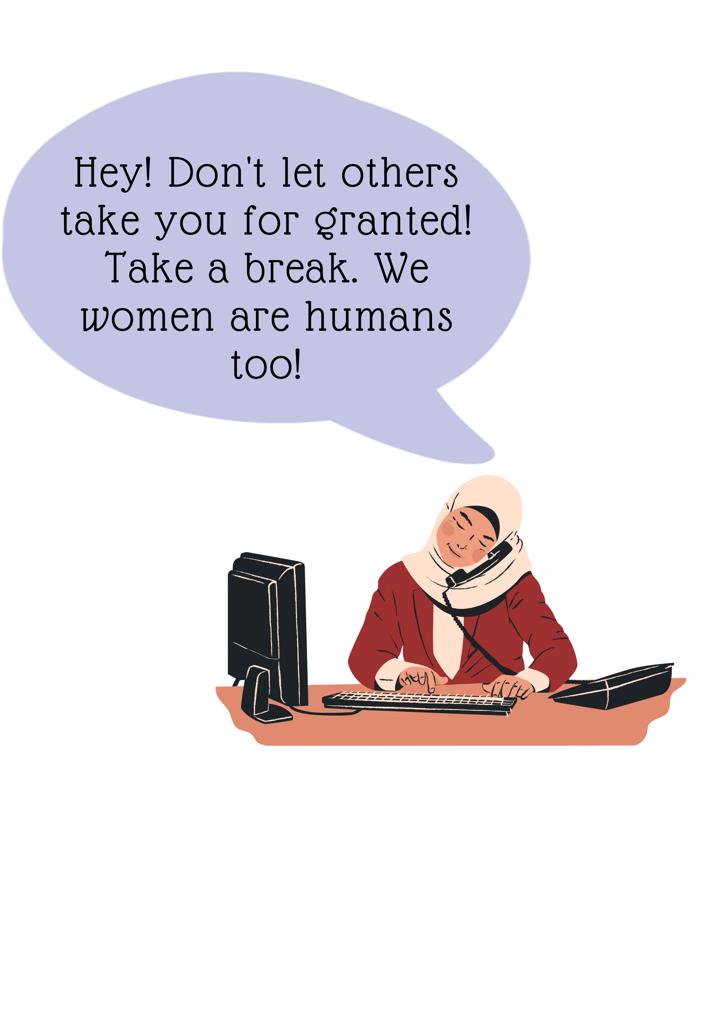 Hey! Don't let others
take you for granted!
Take a break. We
women are humans
too!